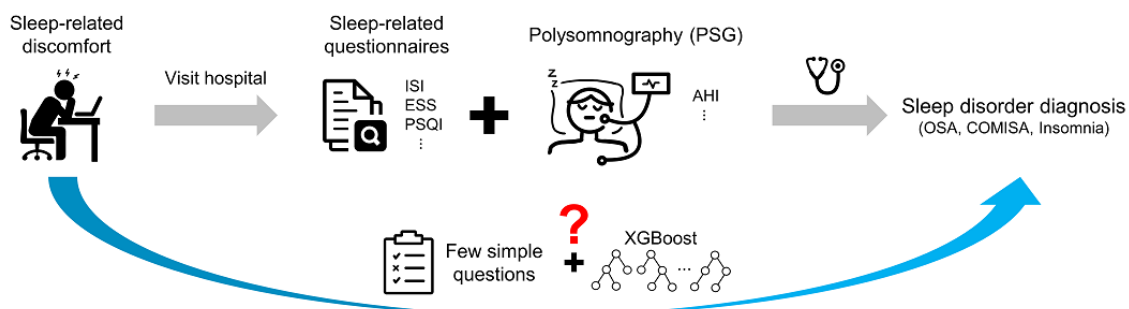 Sleep-related
discomfort
Visit hospital
Sleep-related
questionnaires
ISI
ESS
PSQI
⋮
+
Polysomnography (PSG)
z
z
AHI
⋮
Sleep disorder diagnosis
(OSA, COMISA, Insomnia)
Few simple
questions
?
+
XGBoost
...